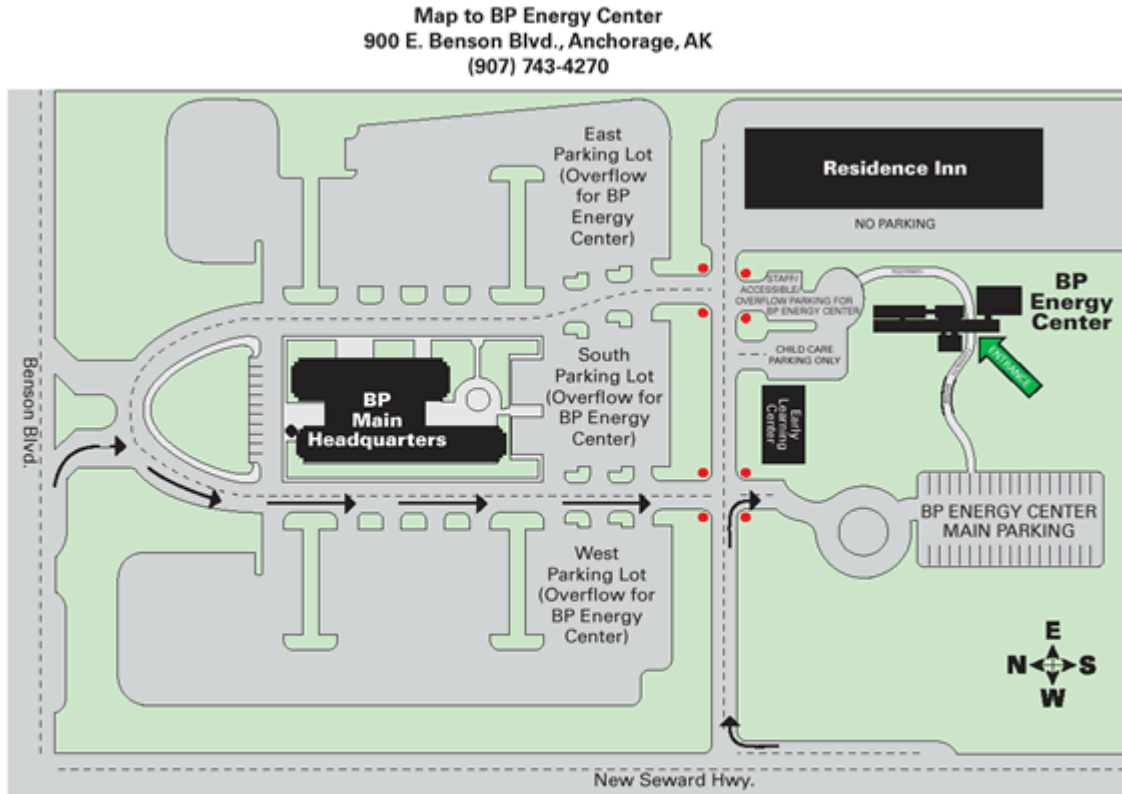 Map to BP Energy Center
900 E. Benson Blvd., Anchorage, AK
(907) 743-4270
East
Parking Lot
(Overflow
for BP
Energy
Center)
Residence Inn
NO PARKING
STAFF/
ACCESSIBLE/
OVERFLOW PARKING FOR
BP ENERGY CENTER
BP
Energy
Center
ENTRANCE
CHILD CARE
PARKING ONLY
South
Parking Lot
(Overflow for
BP Energy
Center)
BP
Main
Headquarters
Benson Blvd.
Early
Learning
Center
BP ENERGY CENTER
MAIN PARKING
West
Parking Lot
(Overflow for
BP Energy
Center)
E
N S
W
New Seward Hwy.